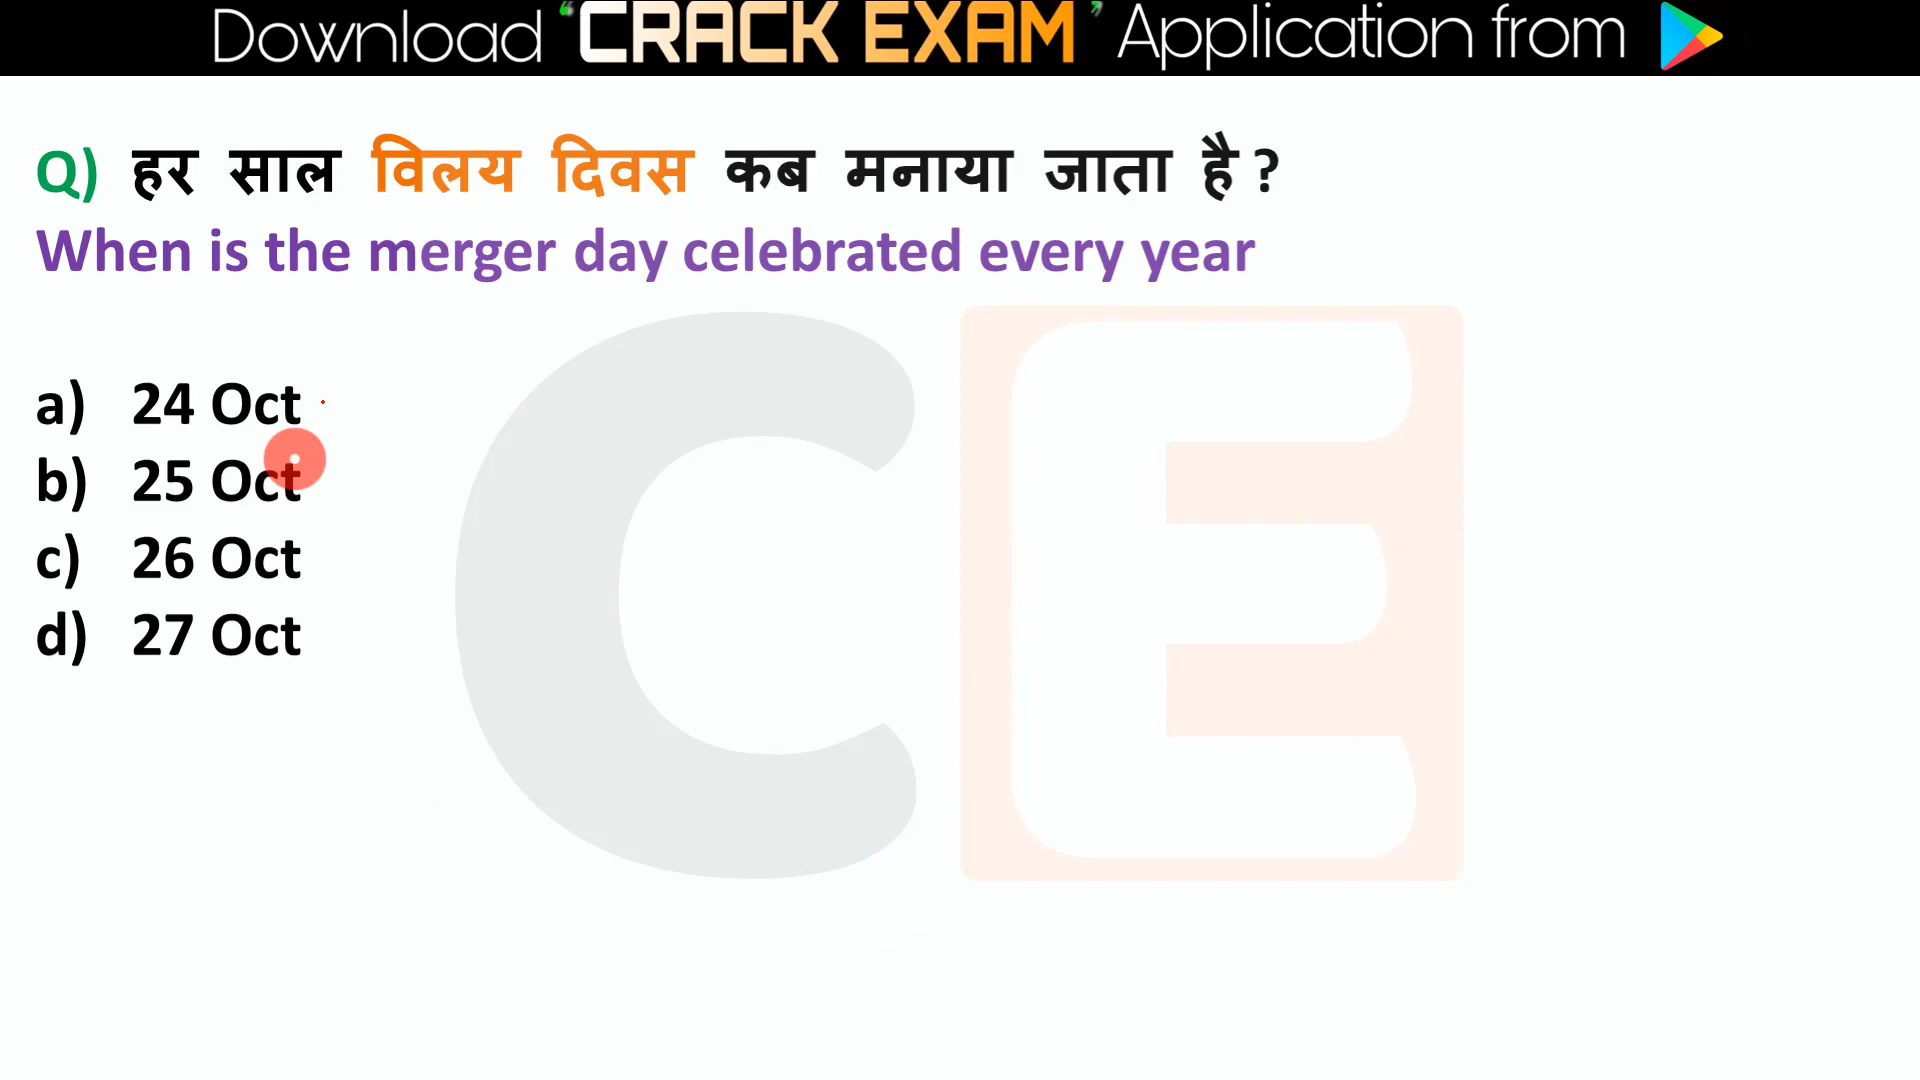 Download ‘CRACK EXAM’ Application from
Q) हर साल विलय दिवस कब मनाया जाता है ?
When is the merger day celebrated every year
a) 24 Oct
b) 25 Oct
c) 26 Oct
d) 27 Oct
CE